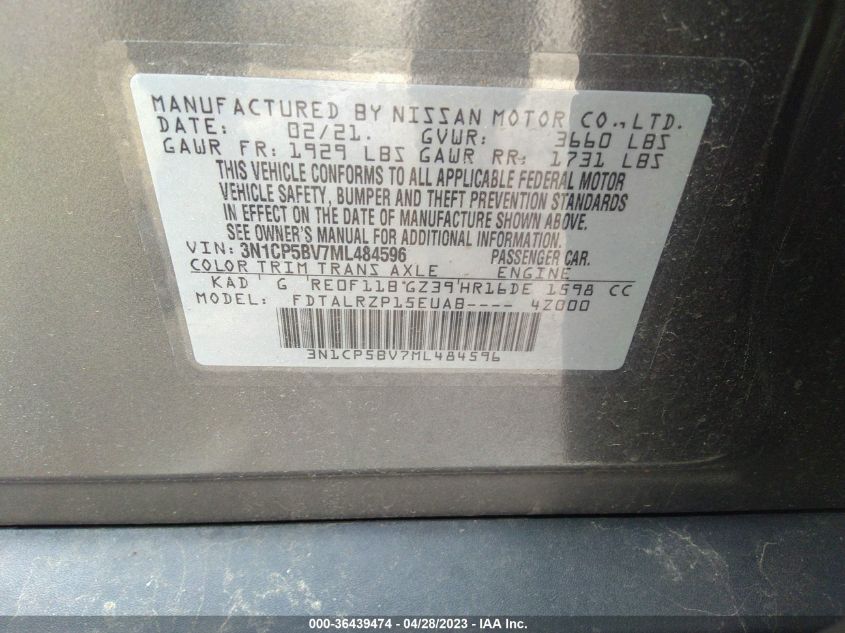 MANUFACTURED BY NISSAN MOTOR CO., LTD.
DATE: 02/21. GVWR: 3660 LBS
GAWR FR: 1929 LBS GAWR RR: 1731 LBS
THIS VEHICLE CONFORMS TO ALL APPLICABLE FEDERAL MOTOR
VEHICLE SAFETY, BUMPER AND THEFT PREVENTION STANDARDS
IN EFFECT ON THE DATE OF MANUFACTURE SHOWN ABOVE.
SEE OWNER'S MANUAL FOR ADDITIONAL INFORMATION.
VIN: 3N1CP5BV7ML484596 PASSENGER CAR.
COLOR TRIM TRANS AXLE ENGINE
KAD G RE0F11B GZ39 HR16DE 1598 CC
MODEL: FDTALRZP15EUAB---- 4Z000
3N1CP5BV7ML484596
000-36439474 - 04/28/2023 - IAAI.com